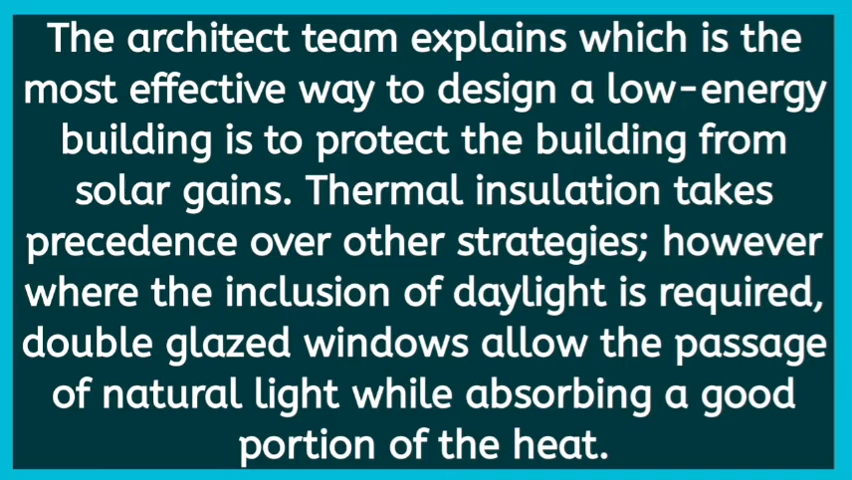 The architect team explains which is the
most effective way to design a low-energy
building is to protect the building from
solar gains. Thermal insulation takes
precedence over other strategies; however
where the inclusion of daylight is required,
double glazed windows allow the passage
of natural light while absorbing a good
portion of the heat.